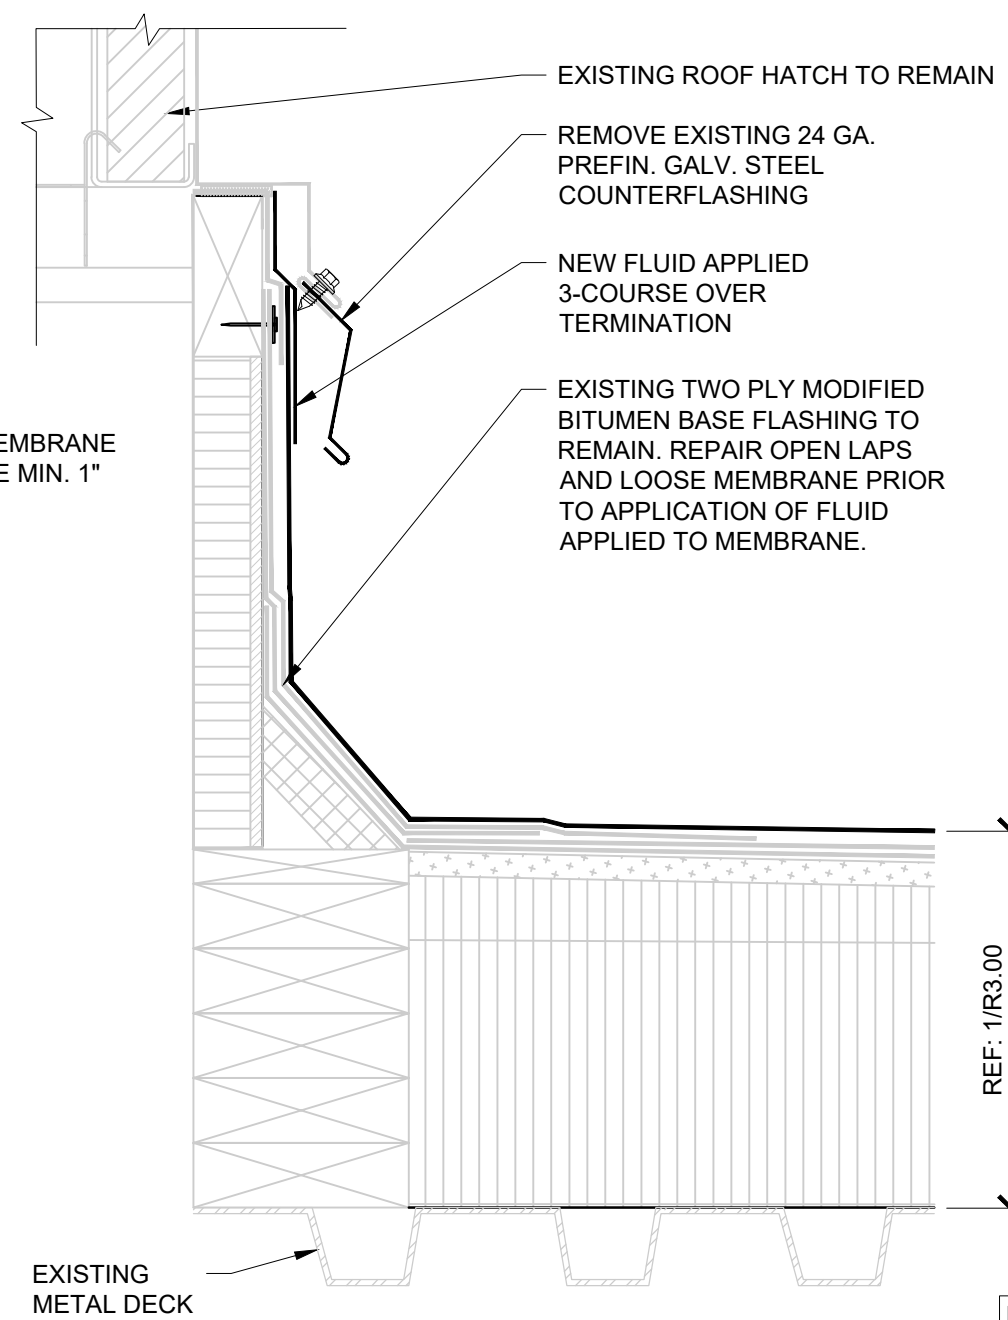 EXISTING ROOF HATCH TO REMAIN
REMOVE EXISTING 24 GA.
PREFIN. GALV. STEEL
COUNTERFLASHING
NEW FLUID APPLIED
3-COURSE OVER
TERMINATION
EXISTING TWO PLY MODIFIED
BITUMEN BASE FLASHING TO
REMAIN. REPAIR OPEN LAPS
AND LOOSE MEMBRANE PRIOR
TO APPLICATION OF FLUID
APPLIED TO MEMBRANE.
EMBRANE
E MIN. 1"
REF: 1/R3.00
EXISTING
METAL DECK